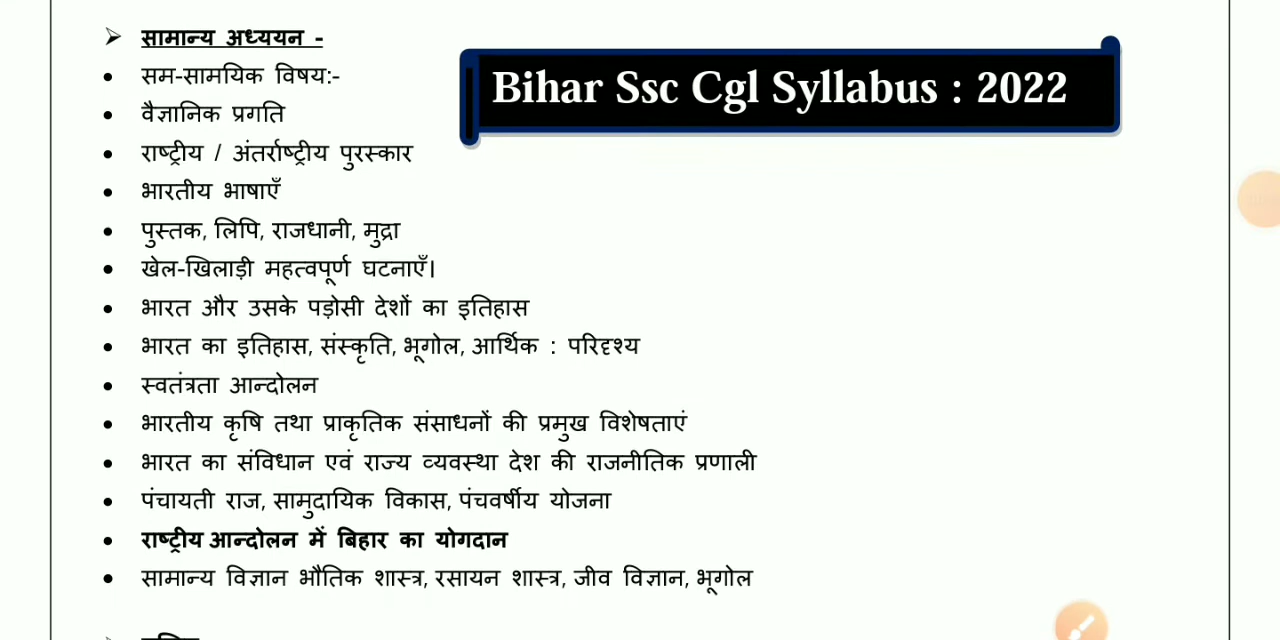 सामान्य अध्ययन -
Bihar Ssc Cgl Syllabus : 2022
सम-सामयिक विषय:-
वैज्ञानिक प्रगति
राष्ट्रीय / अंतर्राष्ट्रीय पुरस्कार
भारतीय भाषाएँ
पुस्तक, लिपि, राजधानी, मुद्रा
खेल-खिलाड़ी महत्वपूर्ण घटनाएँ।
भारत और उसके पड़ोसी देशों का इतिहास
भारत का इतिहास, संस्कृति, भूगोल, आर्थिक : परिदृश्य
स्वतंत्रता आन्दोलन
भारतीय कृषि तथा प्राकृतिक संसाधनों की प्रमुख विशेषताएं
भारत का संविधान एवं राज्य व्यवस्था देश की राजनीतिक प्रणाली
पंचायती राज, सामुदायिक विकास, पंचवर्षीय योजना
राष्ट्रीय आन्दोलन में बिहार का योगदान
सामान्य विज्ञान भौतिक शास्त्र, रसायन शास्त्र, जीव विज्ञान, भूगोल